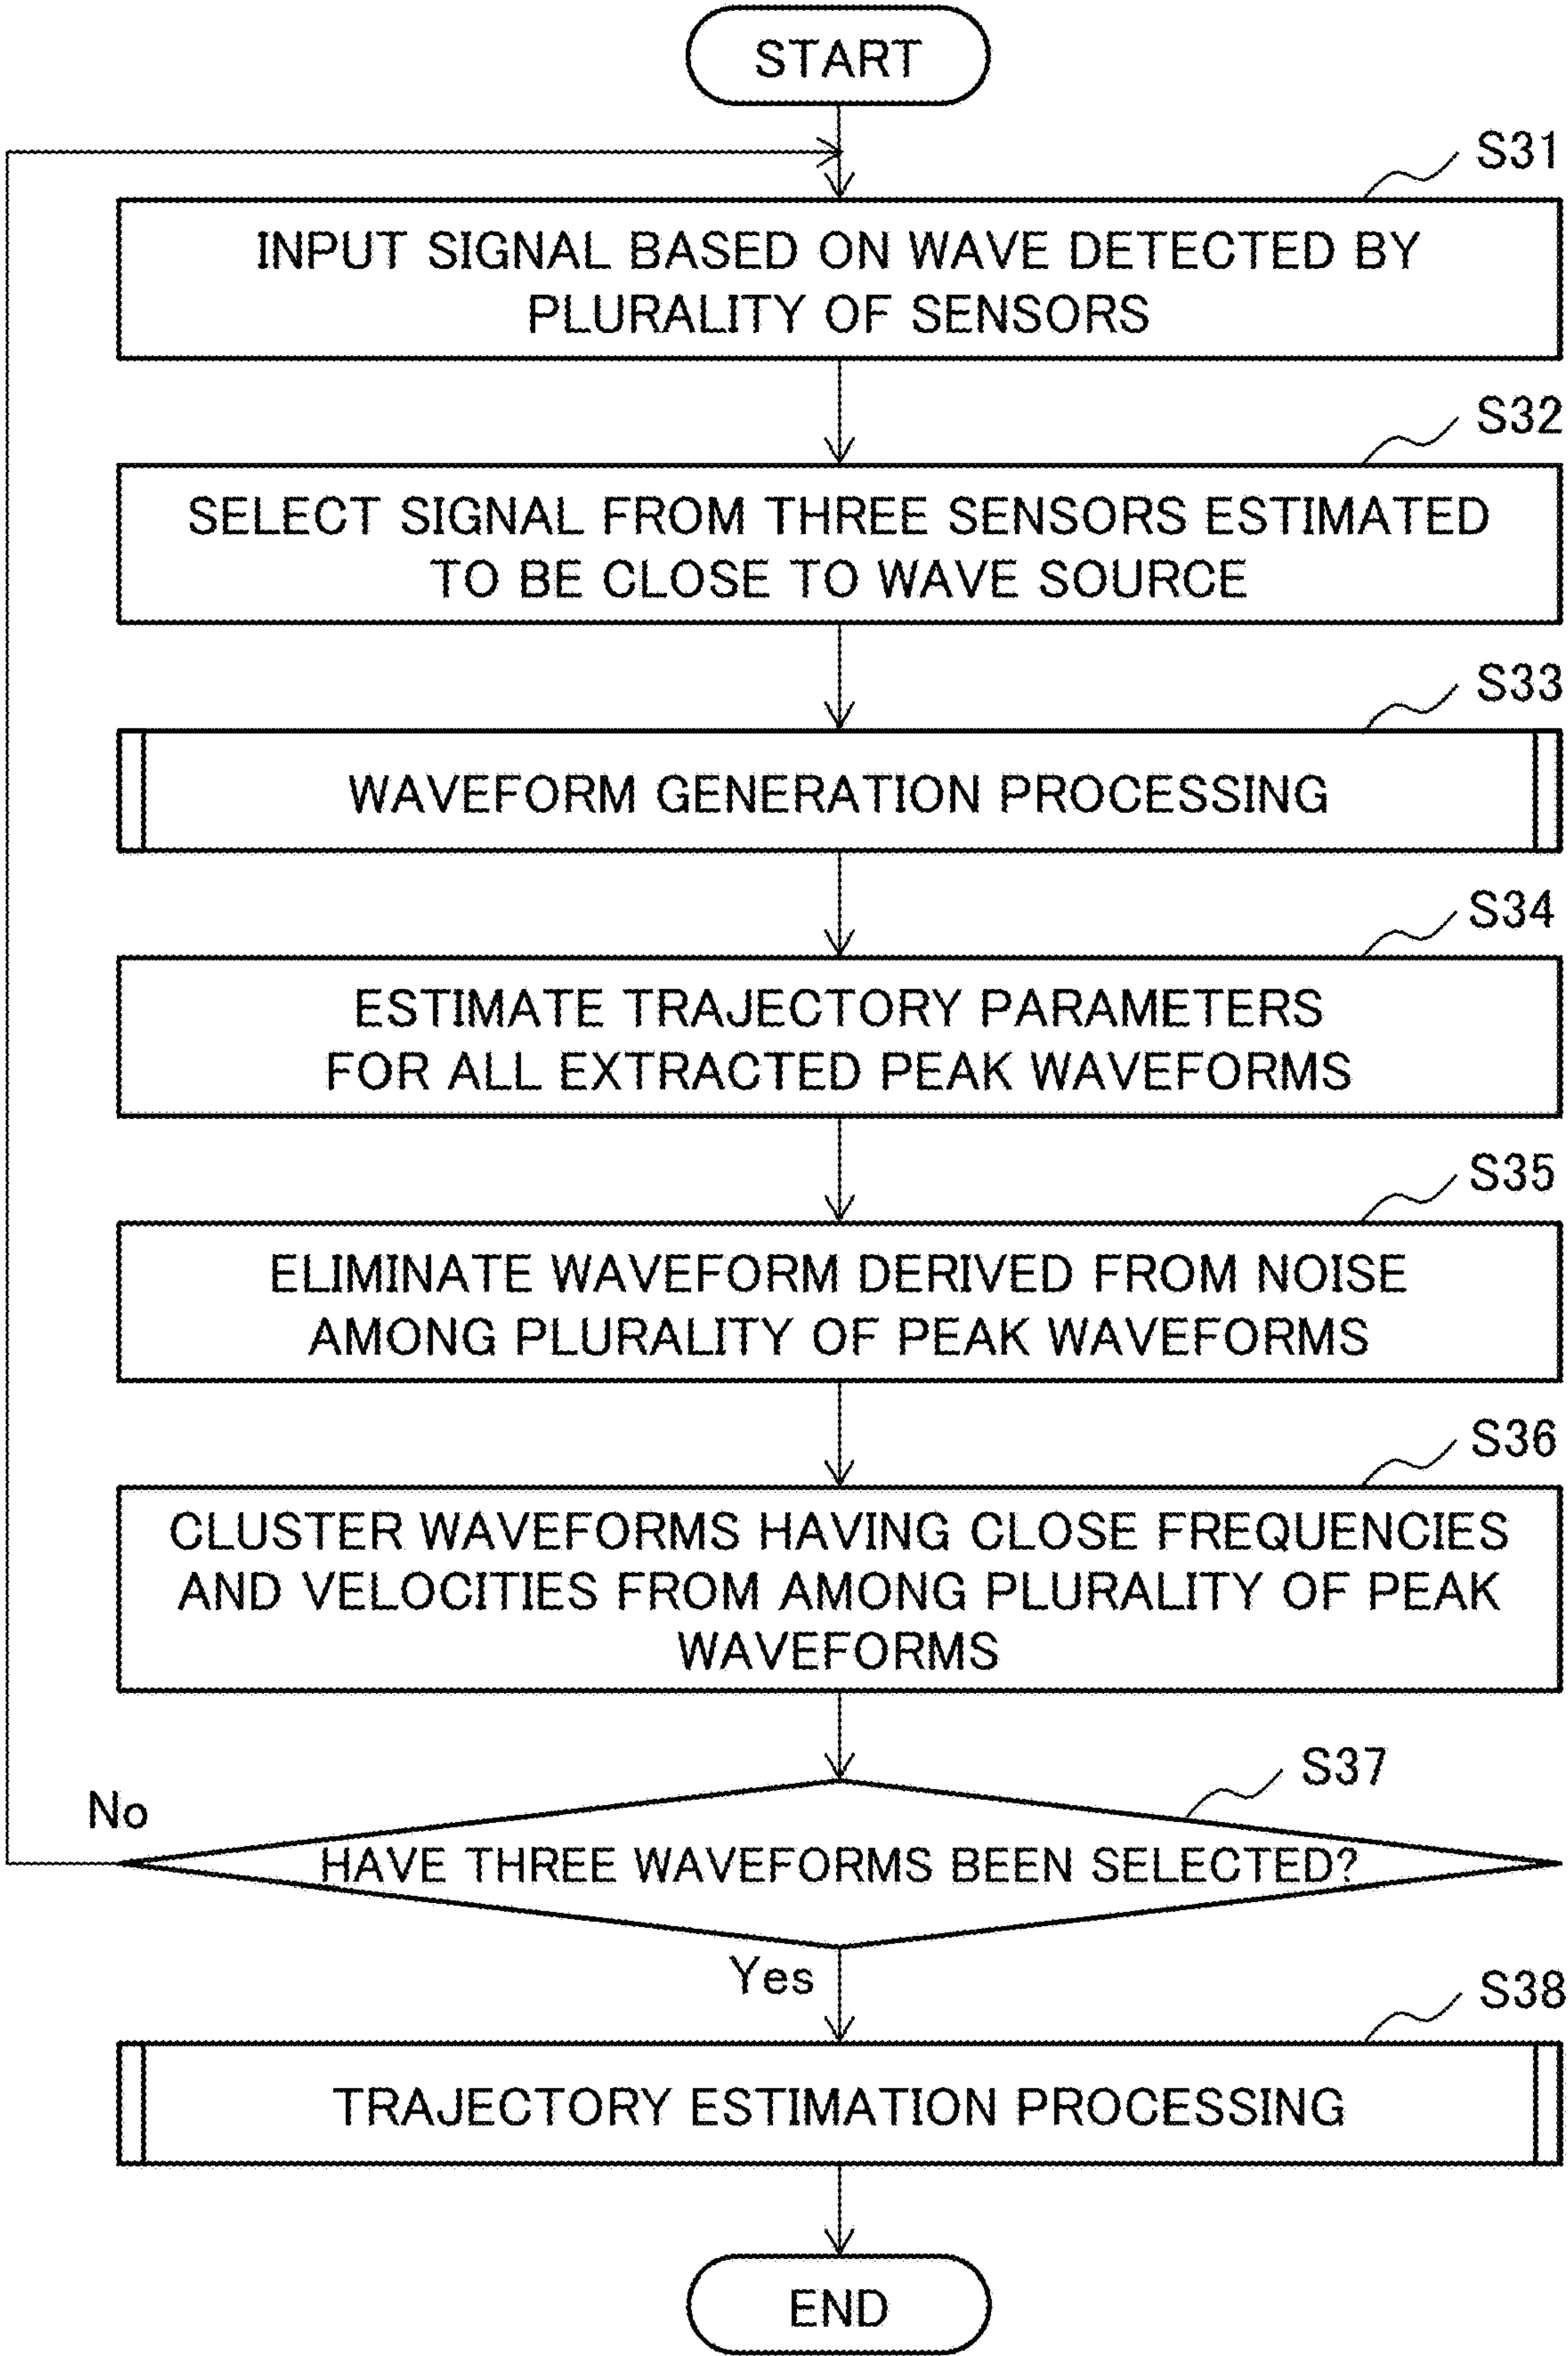 START
S31
INPUT SIGNAL BASED ON WAVE DETECTED BY
PLURALITY OF SENSORS
S32
SELECT SIGNAL FROM THREE SENSORS ESTIMATED
TO BE CLOSE TO WAVE SOURCE
S33
WAVEFORM GENERATION PROCESSING
S34
ESTIMATE TRAJECTORY PARAMETERS
FOR ALL EXTRACTED PEAK WAVEFORMS
S35
ELIMINATE WAVEFORM DERIVED FROM NOISE
AMONG PLURALITY OF PEAK WAVEFORMS
S36
CLUSTER WAVEFORMS HAVING CLOSE FREQUENCIES
AND VELOCITIES FROM AMONG PLURALITY OF PEAK
WAVEFORMS
S37
No
HAVE THREE WAVEFORMS BEEN SELECTED?
Yes
S38
TRAJECTORY ESTIMATION PROCESSING
END